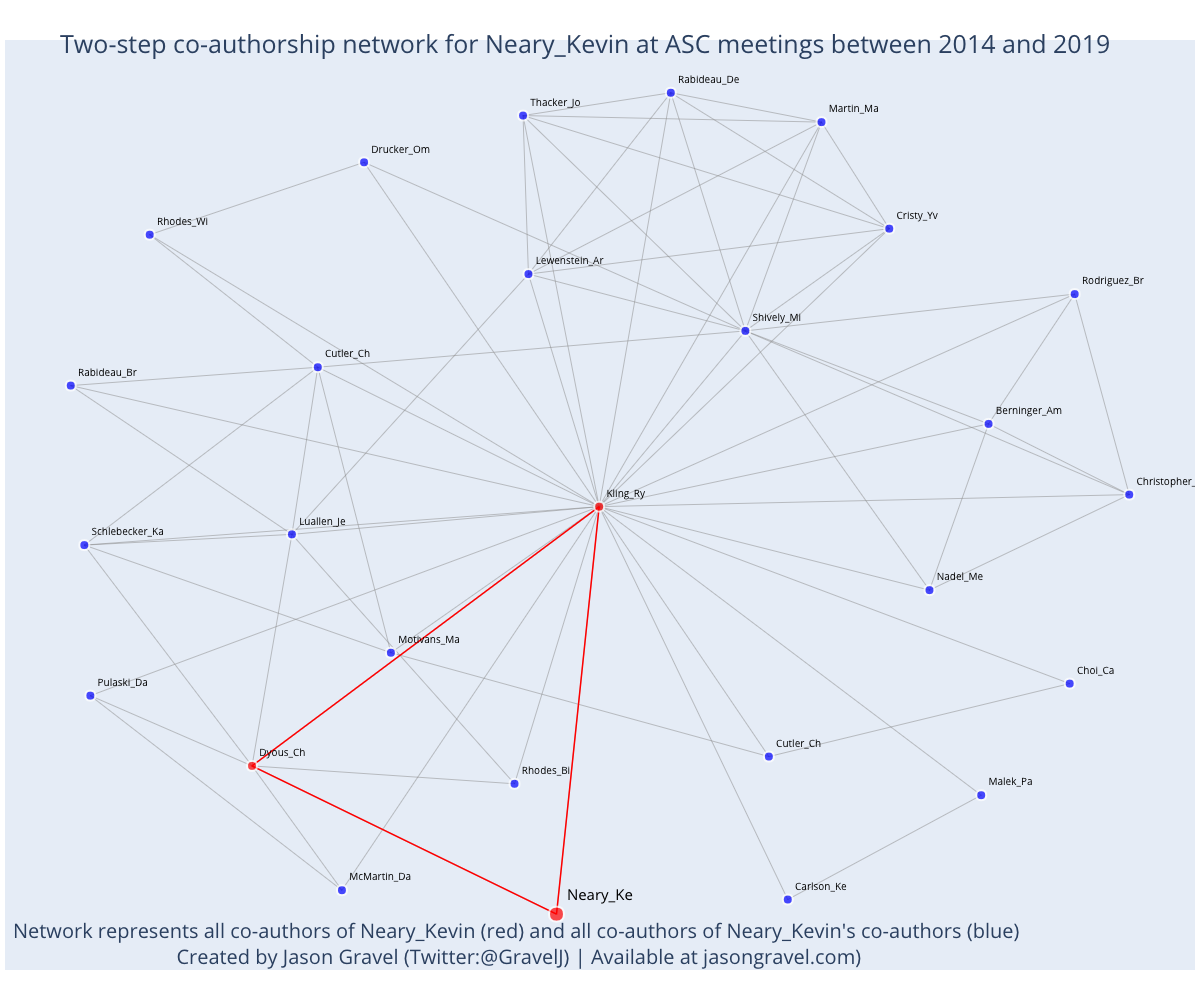 Two-step co-authorship network for Neary_Kevin at ASC meetings between 2014 and 2019
Rabideau_De
Thacker_Jo
Martin_Ma
Drucker_Om
Rhodes_Wi
Cristy_Yv
Lewenstein_Ar
Rodriguez_Br
Shively_Mi
Cutler_Ch
Rabideau_Br
Berninger_Am
Christopher_
Kling_Ry
Luallen_Je
Schlebecker_Ka
Nadel_Me
Motivans_Ma
Choi_Ca
Pulaski_Da
Cutler_Ch
Dyous_Ch
Rhodes_Bi
Malek_Pa
McMartin_Da
Carlson_Ke
Neary_Ke
Network represents all co-authors of Neary_Kevin (red) and all co-authors of Neary_Kevin's co-authors (blue)
Created by Jason Gravel (Twitter:@GravelJ) | Available at jasongravel.com)